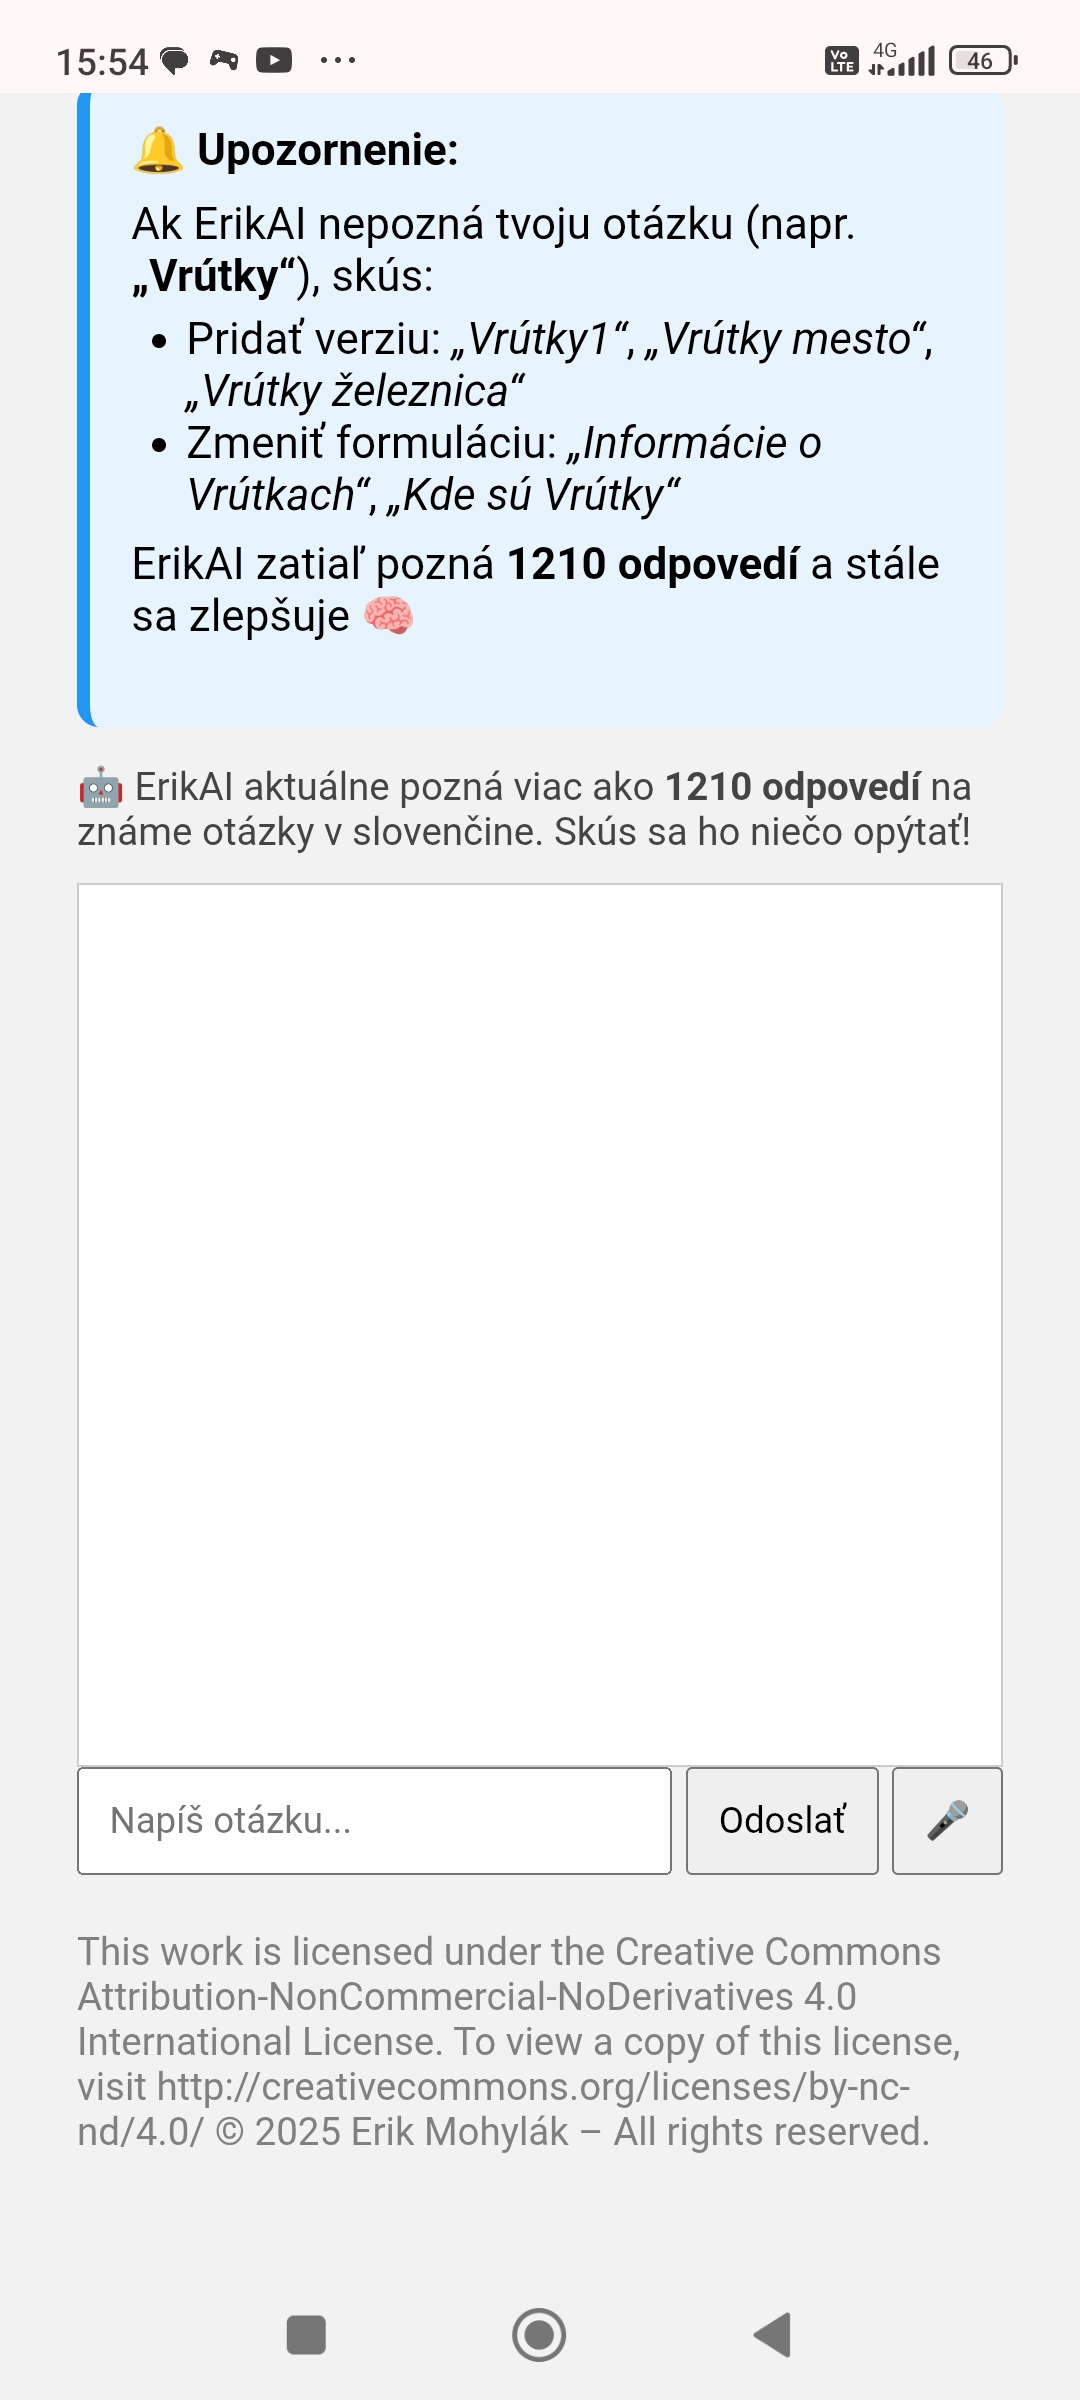 15:54
Vo LTE 4G 46
🔔 Upozornenie:
Ak ErikAI nepozná tvoju otázku (napr.
„Vrútky“), skús:
• Pridať verziu: „Vrútky1“, „Vrútky mesto“,
„Vrútky železnica“
• Zmeniť formuláciu: „Informácie o
Vrútkach“, „Kde sú Vrútky“
ErikAI zatiaľ pozná 1210 odpovedí a stále
sa zlepšuje 🧠
🤖 ErikAI aktuálne pozná viac ako 1210 odpovedí na
známe otázky v slovenčine. Skús sa ho niečo opýtať!
Napíš otázku...
Odoslať
🎤
This work is licensed under the Creative Commons
Attribution-NonCommercial-NoDerivatives 4.0
International License. To view a copy of this license,
visit http://creativecommons.org/licenses/by-nc-
nd/4.0/ © 2025 Erik Mohylák – All rights reserved.